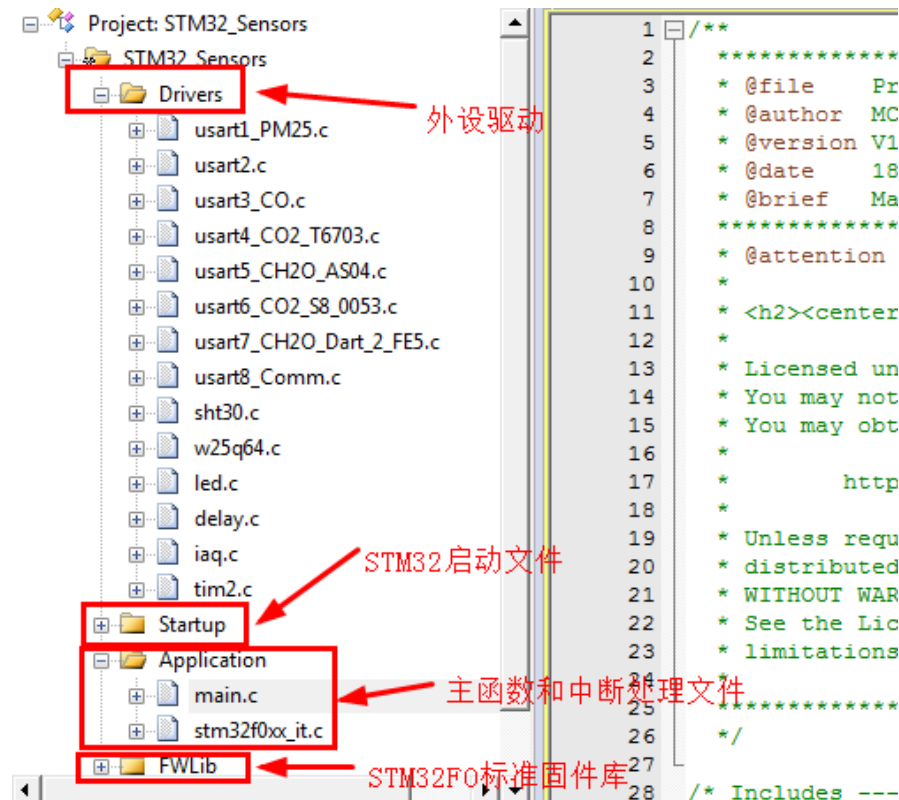 Project: STM32_Sensors
STM32_Sensors
Drivers
外设驱动
usart1_PM25.c
usart2.c
usart3_CO.c
usart4_CO2_T6703.c
usart5_CH2O_AS04.c
usart6_CO2_S8_0053.c
usart7_CH2O_Dart_2_FE5.c
usart8_Comm.c
sht30.c
w25q64.c
led.c
delay.c
iaq.c
tim2.c
STM32启动文件
Startup
Application
main.c
主函数和中断处理文件
stm32f0xx_it.c
FWLib
STM32F0标准固件库
1 /**
2 **************
3 * @file Pr
4 * @author MC
5 * @version V1
6 * @date 18
7 * @brief Ma
8 **************
9 * @attention
10 *
11 * <h2><center
12 *
13 * Licensed un
14 * You may not
15 * You may obt
16 *
17 * http
18 *
19 * Unless requ
20 * distributed
21 * WITHOUT WAR
22 * See the Lic
23 * limitations
24 *
25 **************
26 */
27
28 /* Includes ---